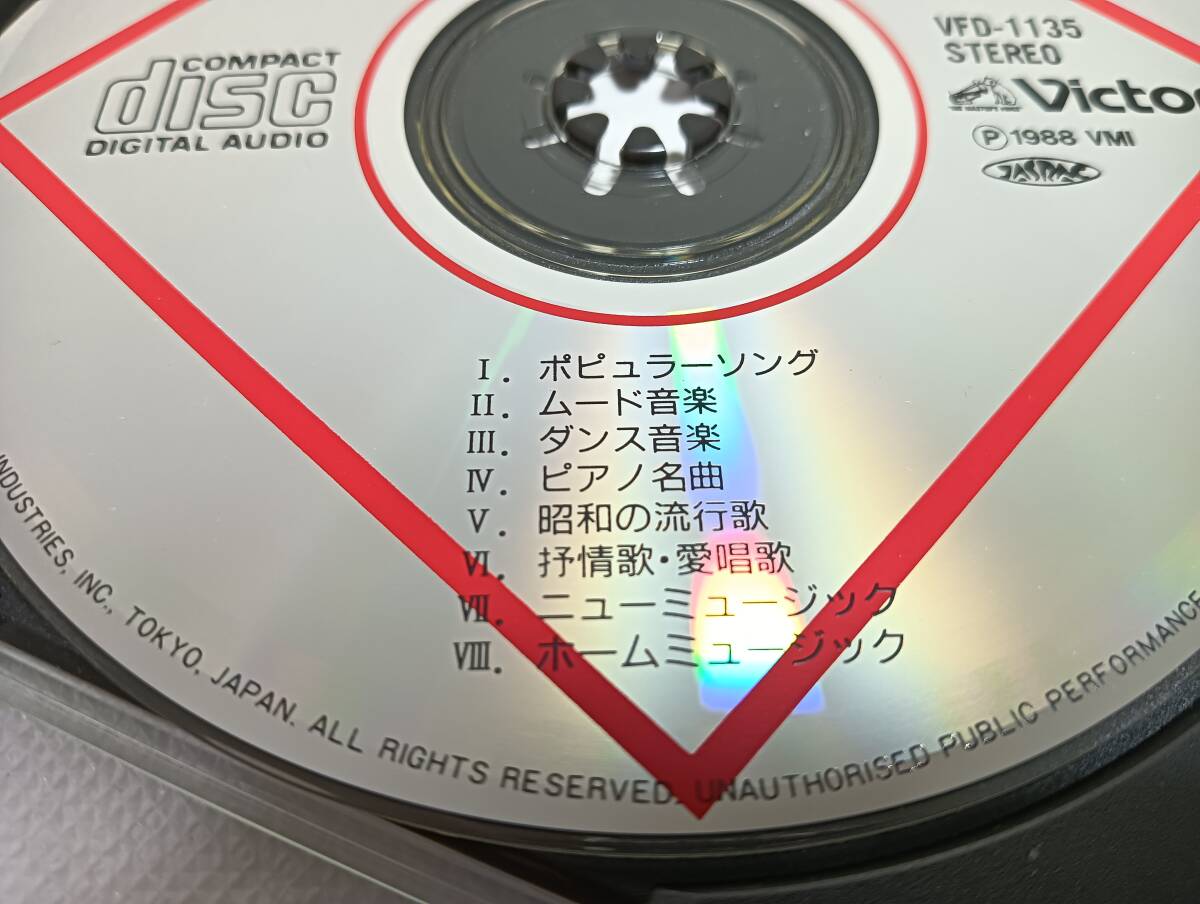 COMPACT
disc
DIGITAL AUDIO
VFD-1135
STEREO
Victo
Ⓟ1988 VMI
JASRAC
I. ポピュラーソング
II. ムード音楽
III. ダンス音楽
IV. ピアノ名曲
V. 昭和の流行歌
VI. 抒情歌・愛唱歌
VII. ニューミュージック
VIII. ホームミュージック
INDUSTRIES, INC., TOKYO, JAPAN. ALL RIGHTS RESERVED. UNAUTHORISED PUBLIC PERFORMANCE